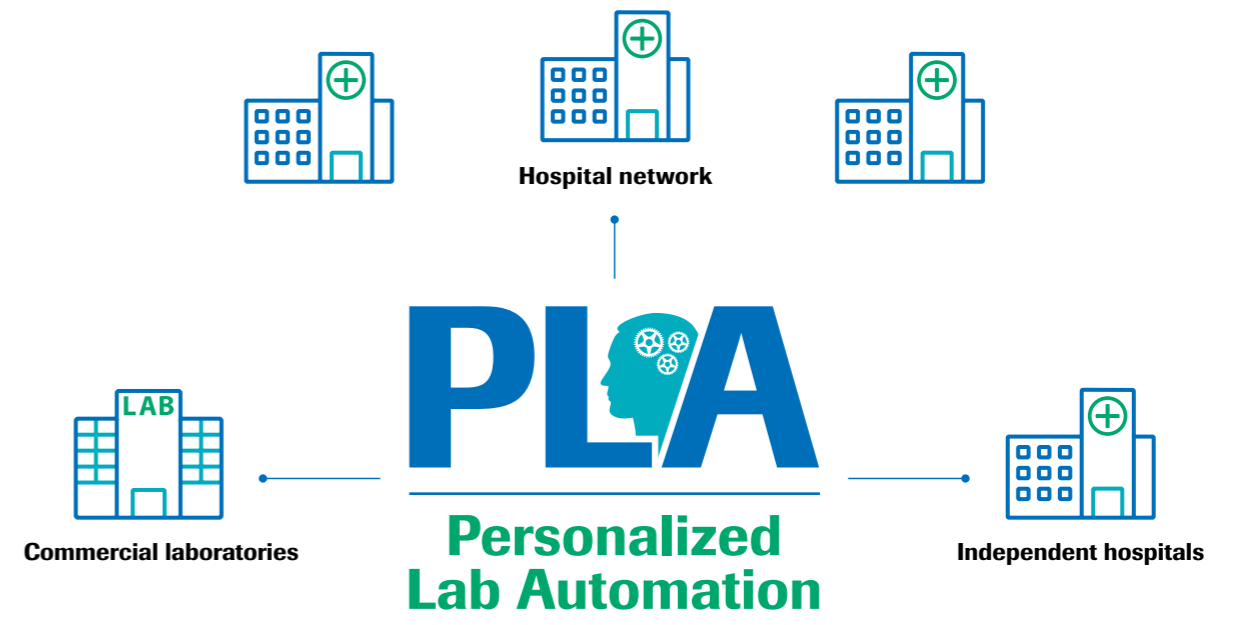 Hospital network
PLA
LAB
Personalized
Lab Automation
Commercial laboratories
Independent hospitals